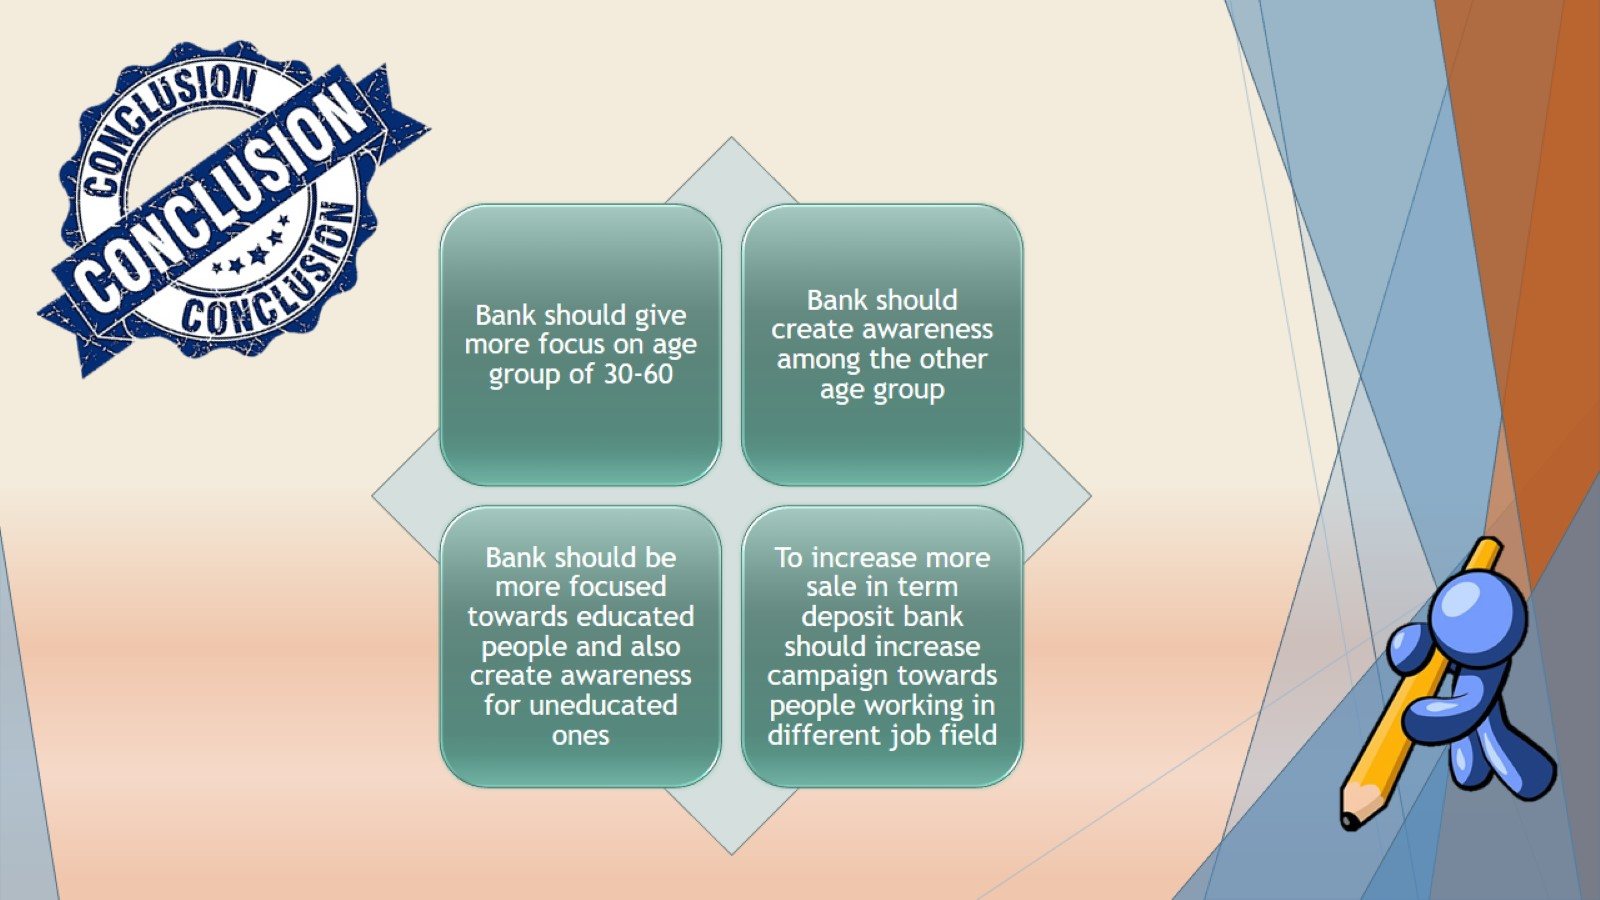 CONCLUSION
CONCLUSION
CONCLUSION
Bank should give
more focus on age
group of 30-60
Bank should
create awareness
among the other
age group
Bank should be
more focused
towards educated
people and also
create awareness
for uneducated
ones
To increase more
sale in term
deposit bank
should increase
campaign towards
people working in
different job field